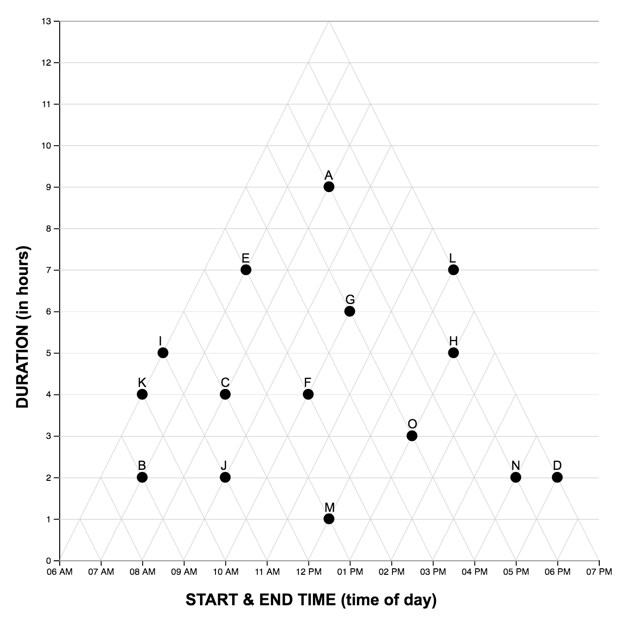 13
12
11
10
A
9
8
E
L
7
G
6
I
H
5
K
C
F
4
O
3
B
J
N
D
2
M
1
0
06 AM 07 AM 08 AM 09 AM 10 AM 11 AM 12 PM 01 PM 02 PM 03 PM 04 PM 05 PM 06 PM 07 PM
DURATION (in hours)
START & END TIME (time of day)